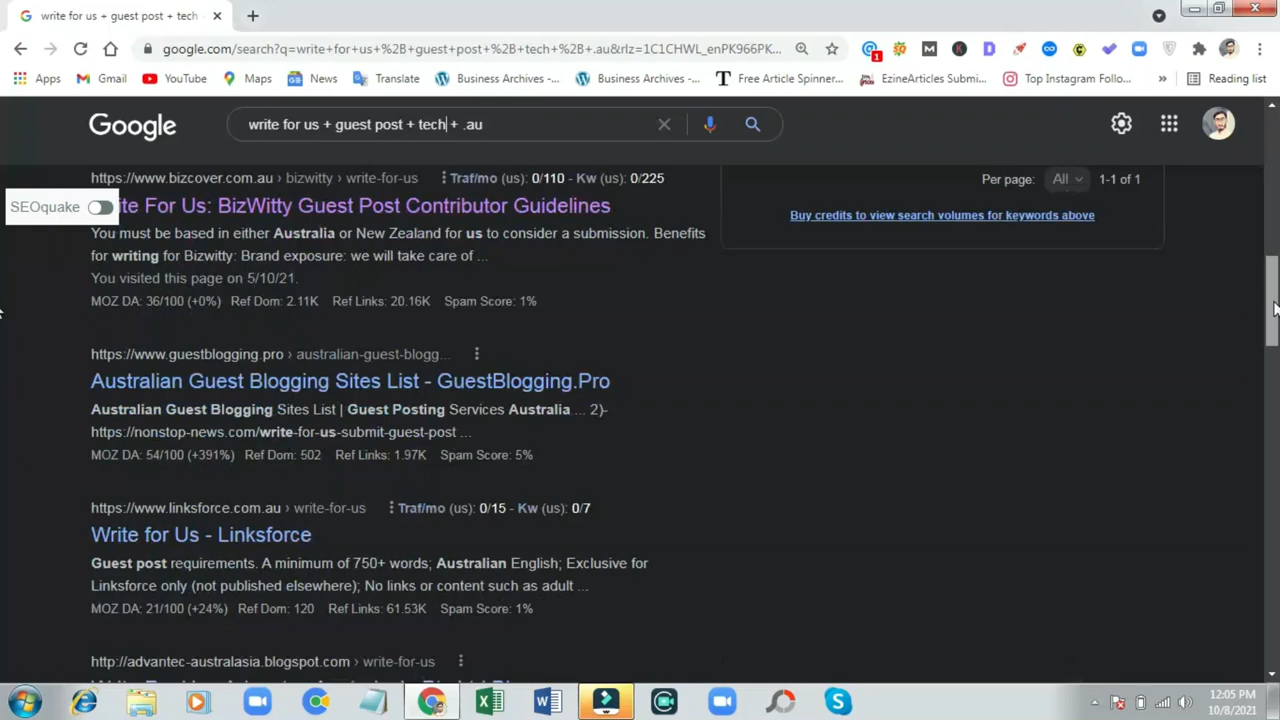 write for us + guest post + tech
google.com/search?q=write+for+us+%2B+guest+post+%2B+tech+%2B+.au&rlz=1C1CHWL_enPK966PK...
1
Apps Gmail YouTube Maps News Translate Business Archives -... Business Archives -... Free Article Spinner... EzineArticles Submi... Top Instagram Follo... » Reading list
Google write for us + guest post + tech + .au
https://www.bizcover.com.au › bizwitty › write-for-us Traf/mo (us): 0/110 - Kw (us): 0/225
Per page: All 1-1 of 1
SEOquake
te For Us: BizWitty Guest Post Contributor Guidelines
Buy credits to view search volumes for keywords above
You must be based in either Australia or New Zealand for us to consider a submission. Benefits
for writing for Bizwitty: Brand exposure: we will take care of ...
You visited this page on 5/10/21.
MOZ DA: 36/100 (+0%) Ref Dom: 2.11K Ref Links: 20.16K Spam Score: 1%
https://www.guestblogging.pro › australian-guest-blogg...
Australian Guest Blogging Sites List - GuestBlogging.Pro
Australian Guest Blogging Sites List | Guest Posting Services Australia ... 2)-
https://nonstop-news.com/write-for-us-submit-guest-post ...
MOZ DA: 54/100 (+391%) Ref Dom: 502 Ref Links: 1.97K Spam Score: 5%
https://www.linksforce.com.au › write-for-us Traf/mo (us): 0/15 - Kw (us): 0/7
Write for Us - Linksforce
Guest post requirements. A minimum of 750+ words; Australian English; Exclusive for
Linksforce only (not published elsewhere); No links or content such as adult ...
MOZ DA: 21/100 (+24%) Ref Dom: 120 Ref Links: 61.53K Spam Score: 1%
http://advantec-australasia.blogspot.com › write-for-us
12:05 PM
10/8/2021